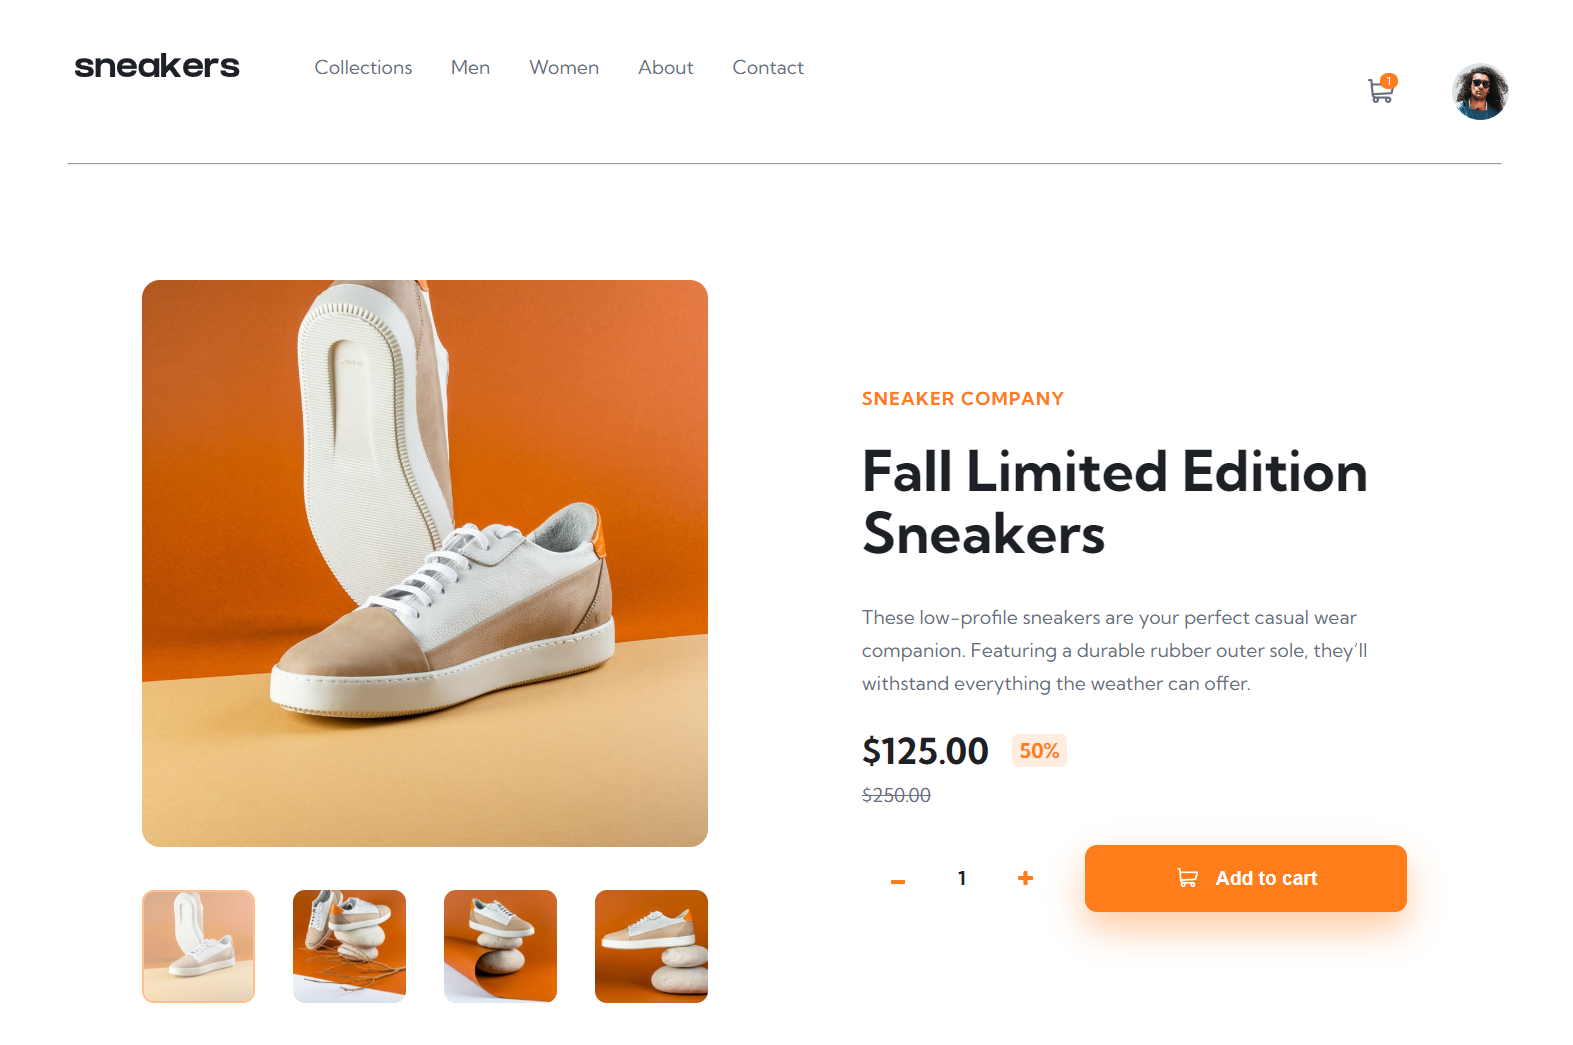 sneakers
Collections Men Women About Contact
1
SNEAKER COMPANY
Fall Limited Edition
Sneakers
These low-profile sneakers are your perfect casual wear
companion. Featuring a durable rubber outer sole, they’ll
withstand everything the weather can offer.
$125.00 50%
$250.00
1 + Add to cart